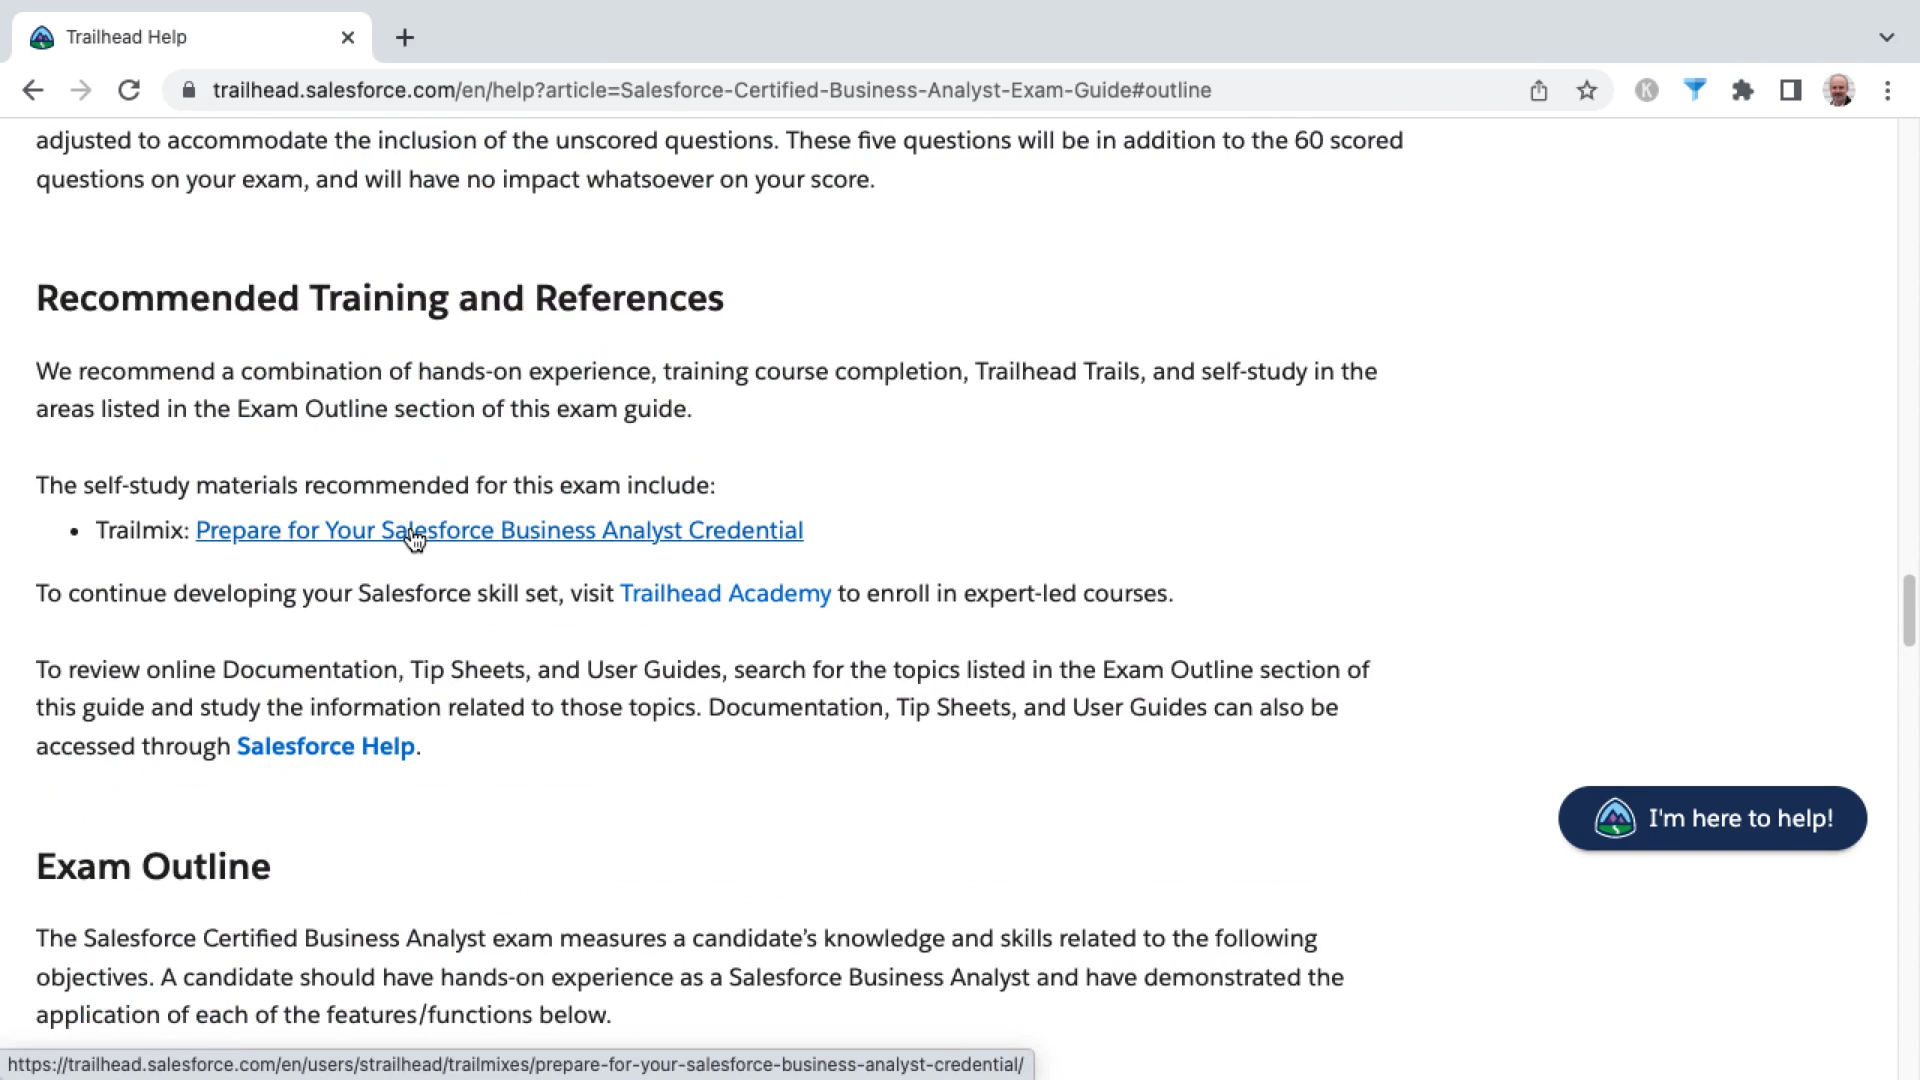 Trailhead Help
trailhead.salesforce.com/en/help?article=Salesforce-Certified-Business-Analyst-Exam-Guide#outline
K
adjusted to accommodate the inclusion of the unscored questions. These five questions will be in addition to the 60 scored
questions on your exam, and will have no impact whatsoever on your score.
Recommended Training and References
We recommend a combination of hands-on experience, training course completion, Trailhead Trails, and self-study in the
areas listed in the Exam Outline section of this exam guide.
The self-study materials recommended for this exam include:
• Trailmix: Prepare for Your Salesforce Business Analyst Credential
To continue developing your Salesforce skill set, visit Trailhead Academy to enroll in expert-led courses.
To review online Documentation, Tip Sheets, and User Guides, search for the topics listed in the Exam Outline section of
this guide and study the information related to those topics. Documentation, Tip Sheets, and User Guides can also be
accessed through Salesforce Help.
I'm here to help!
Exam Outline
The Salesforce Certified Business Analyst exam measures a candidate’s knowledge and skills related to the following
objectives. A candidate should have hands-on experience as a Salesforce Business Analyst and have demonstrated the
application of each of the features/functions below.
https://trailhead.salesforce.com/en/users/strailhead/trailmixes/prepare-for-your-salesforce-business-analyst-credential/